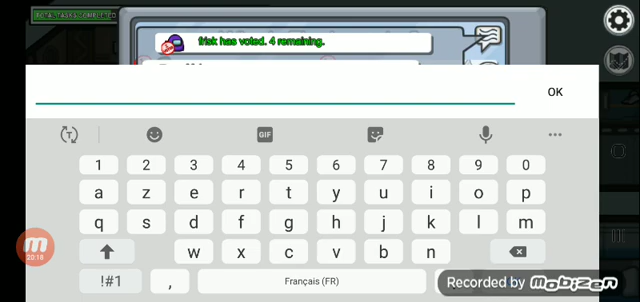 TOTAL TASKS COMPLETED
frisk has voted. 4 remaining.
OK
GIF
1 2 3 4 5 6 7 8 9 0
a z e r t y u i o p
q s d f g h j k l m
w x c v b n
!#1 , Français (FR)
20:18
Recorded by Mobizen